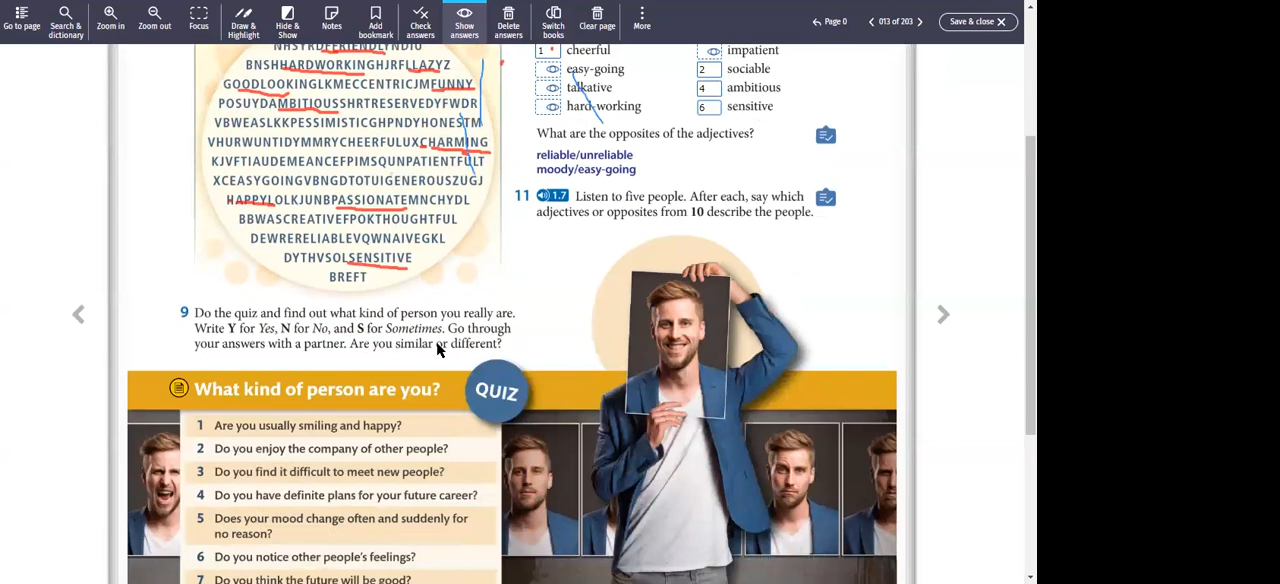 Go to page
Search & dictionary
Zoom in
Zoom out
Focus
Draw & Highlight
Hide & Show
Notes
Add bookmark
Check answers
Show answers
Delete answers
Switch books
Clear page
More
Page 0
013 of 203
Save & close
BNSHHARDWORKINGHJRFLLAZYZ
GOODLOOKINGLKMECCENTRICJMFUNNY
POSUYDAMBITIOUSSHRTRESERVEDYFWDR
VBWEASLKKPESSIMISTICGHPNDYHONESTM
VHURWUNTIDYMMRYCHEERFULUXCHARMING
KJVFTIAUDEMEANCEFPIMSQUNPATIENTFULT
XCEASYGOINGVBNGDTOTUIGENEROUSZUGJ
HAPPYLOLKJUNBPASSIONATEMNCHYDL
BBWASCREATIVEFPOKTHOUGHTFUL
DEWRERELIABLEVQWNAIVEGKL
DYTHVSOLSENSITIVE
BREFT
9 Do the quiz and find out what kind of person you really are.
Write Y for Yes, N for No, and S for Sometimes. Go through
your answers with a partner. Are you similar or different?
What kind of person are you?
QUIZ
1 Are you usually smiling and happy?
2 Do you enjoy the company of other people?
3 Do you find it difficult to meet new people?
4 Do you have definite plans for your future career?
5 Does your mood change often and suddenly for
no reason?
6 Do you notice other people's feelings?
7 Do you think the future will be good?
1 cheerful
easy-going
talkative
hard-working
impatient
2 sociable
4 ambitious
6 sensitive
What are the opposites of the adjectives?
reliable/unreliable
moody/easy-going
11 1.7 Listen to five people. After each, say which
adjectives or opposites from 10 describe the people.